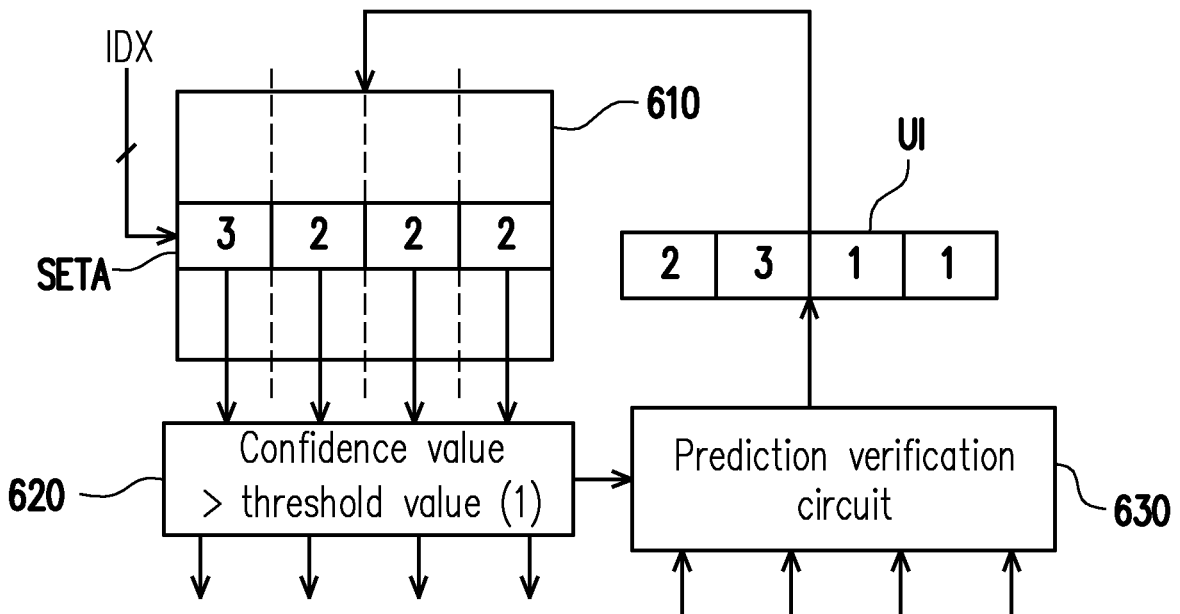 IDX
610
UI
3 2 2 2
SETA
2 3 1 1
Confidence value
> threshold value (1)
620
Prediction verification
circuit
630